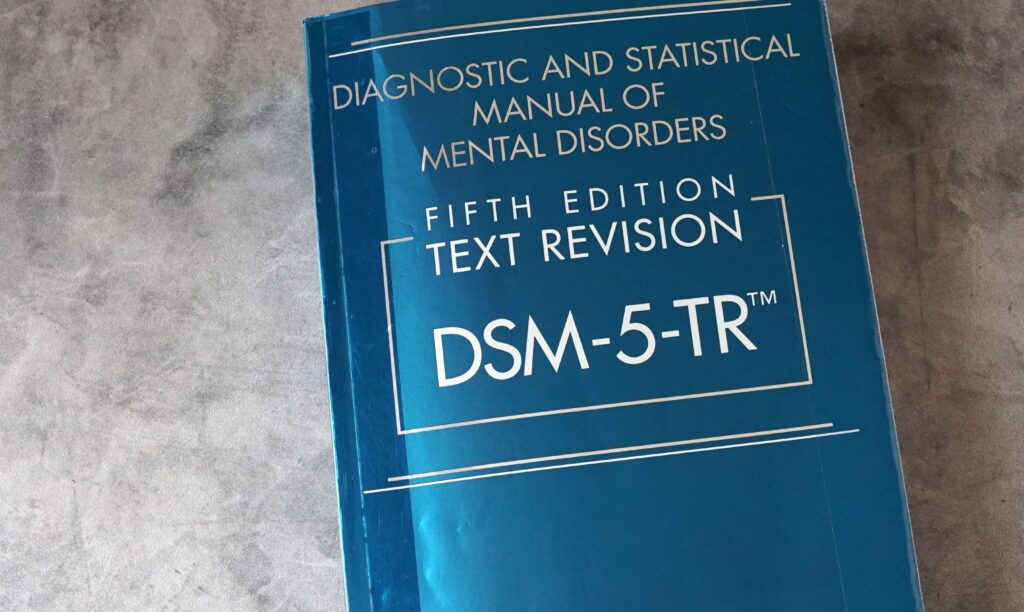 DIAGNOSTIC AND STATISTICAL
MANUAL OF
MENTAL DISORDERS
FIFTH EDITION
TEXT REVISION
DSM-5-TR™